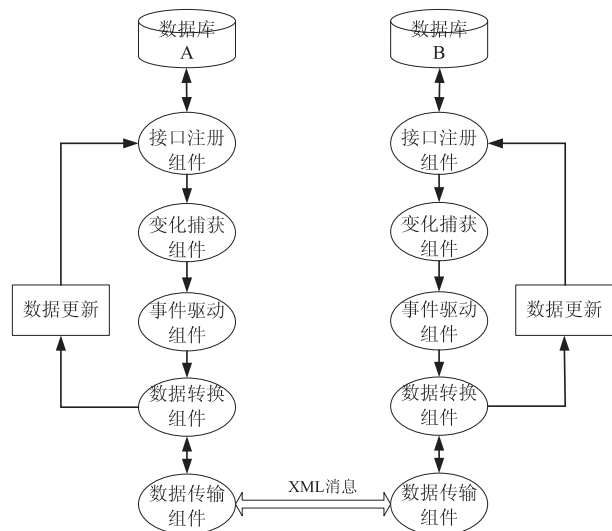 数据库
A
数据库
B
接口注册
组件
接口注册
组件
变化捕获
组件
变化捕获
组件
数据更新
事件驱动
组件
事件驱动
组件
数据更新
数据转换
组件
数据转换
组件
XML消息
数据传输
组件
数据传输
组件